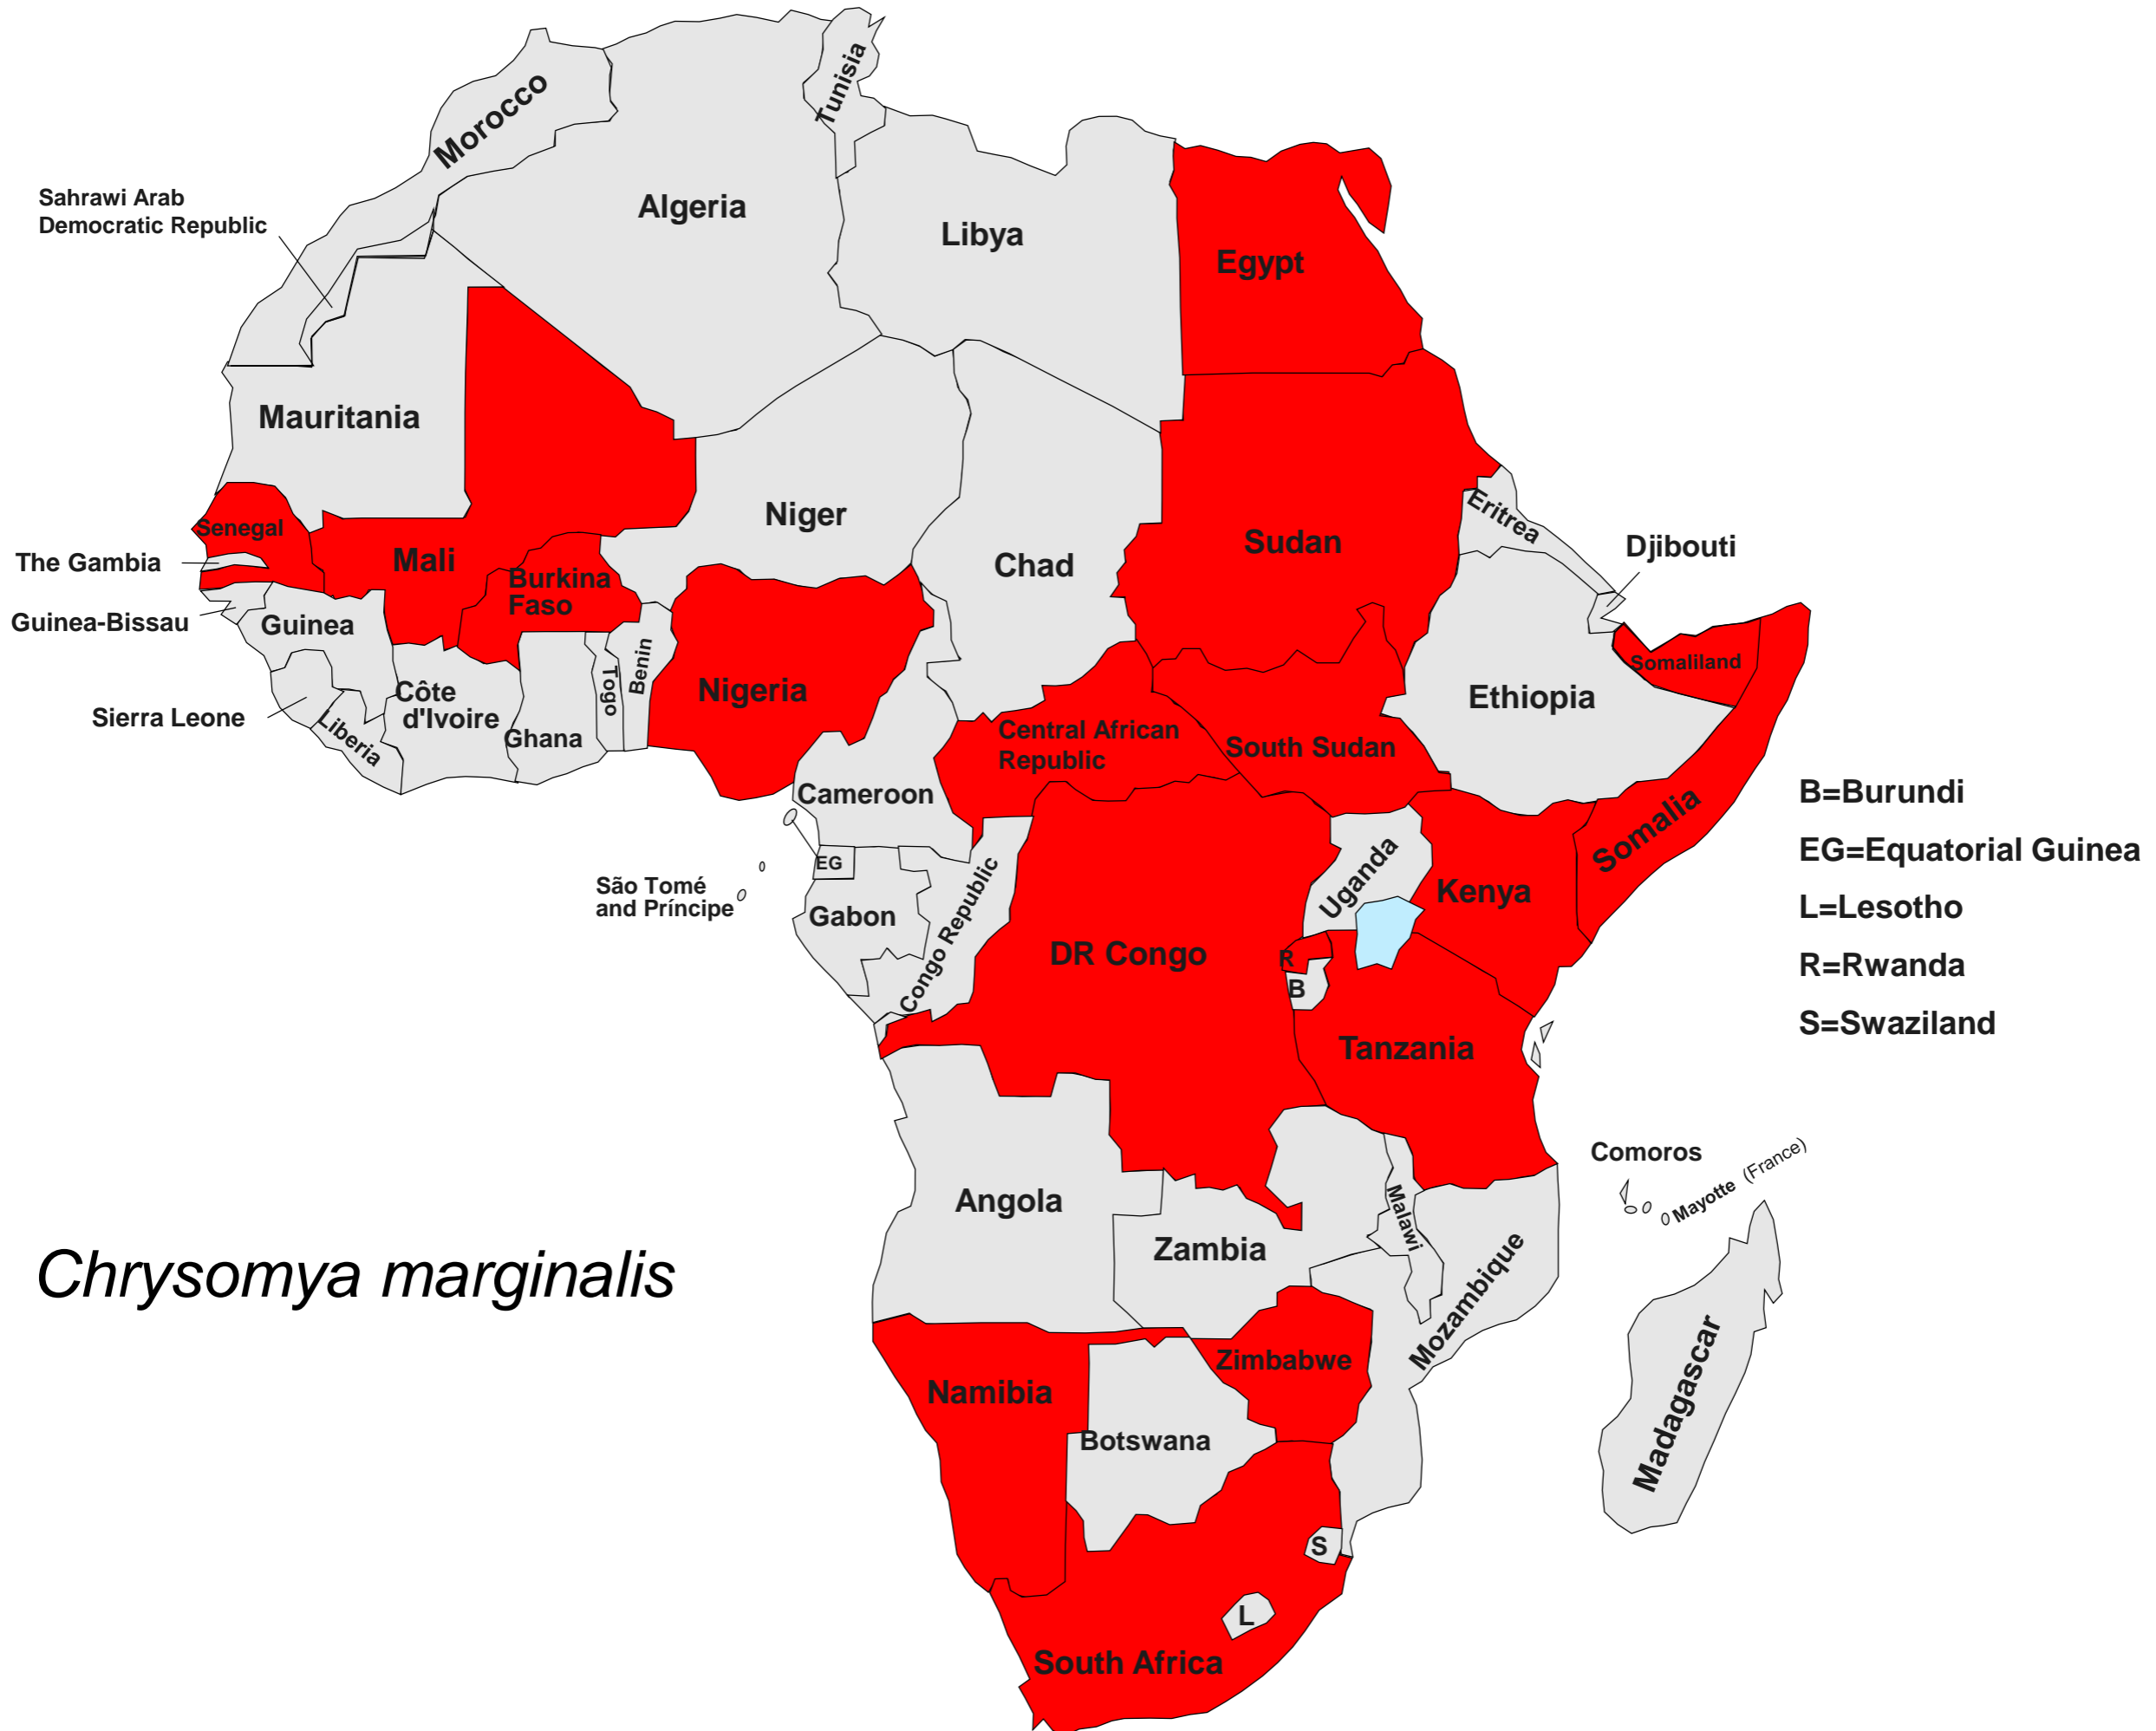 Morocco
Tunisia
Sahrawi Arab
Democratic Republic
Algeria
Libya
Egypt
Mauritania
Senegal
The Gambia
Guinea-Bissau
Mali
Burkina
Faso
Niger
Chad
Sudan
Eritrea
Djibouti
Guinea
Sierra Leone
Liberia
Côte
d'Ivoire
Ghana
Togo
Benin
Nigeria
Cameroon
Central African
Republic
South Sudan
Ethiopia
Somaliland
Somalia
B=Burundi
EG=Equatorial Guinea
L=Lesotho
R=Rwanda
S=Swaziland
EG
São Tomé
and Príncipe
Gabon
Congo Republic
DR Congo
Uganda
Kenya
R
B
Tanzania
Comoros
Mayotte (France)
Angola
Zambia
Malawi
Mozambique
Madagascar
Chrysomya marginalis
Namibia
Botswana
Zimbabwe
S
L
South Africa